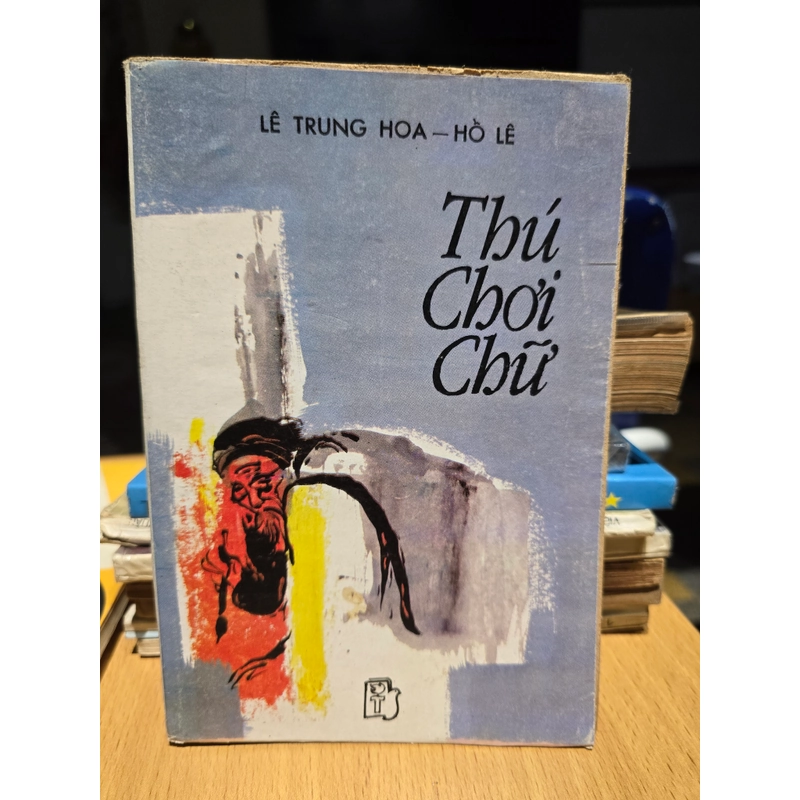 LÊ TRUNG HOA — HỒ LÊ
Thú
Chơi
Chữ
T